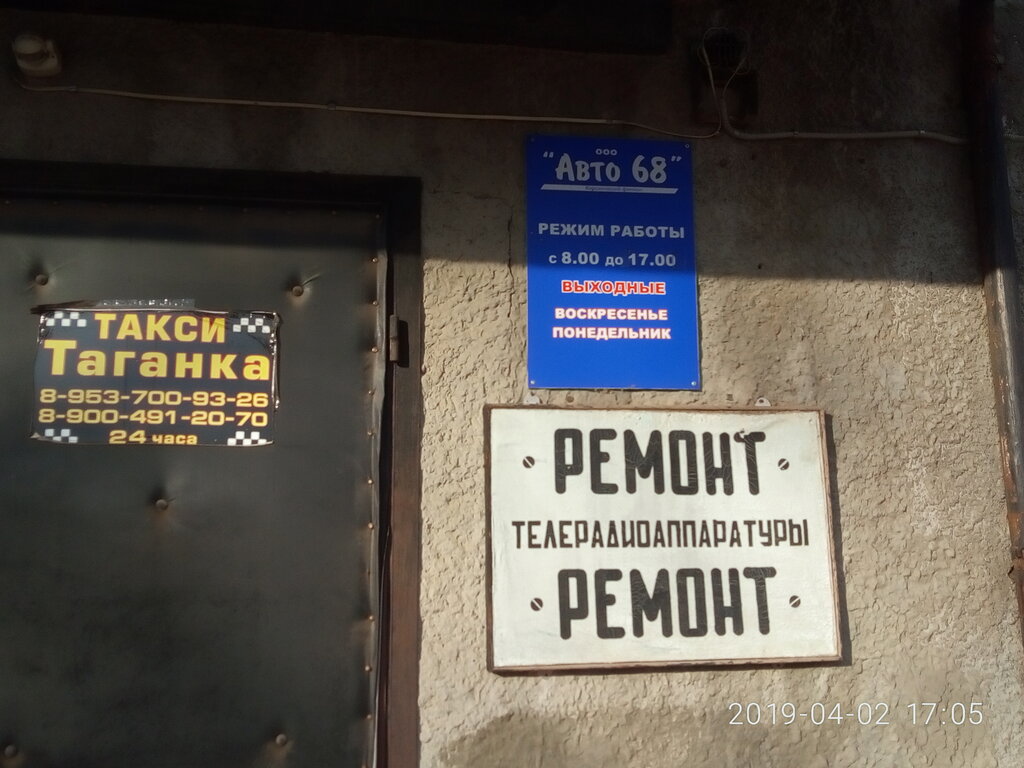 ТАКСИ
Таганка
8-953-700-93-26
8-900-491-20-70
24 часа
ООО
"Авто 68"
РЕЖИМ РАБОТЫ
с 8.00 до 17.00
ВЫХОДНЫЕ
ВОСКРЕСЕНЬЕ
ПОНЕДЕЛЬНИК
РЕМОНТ
ТЕЛЕРАДИОАППАРАТУРЫ
РЕМОНТ
2019-04-02 17:05